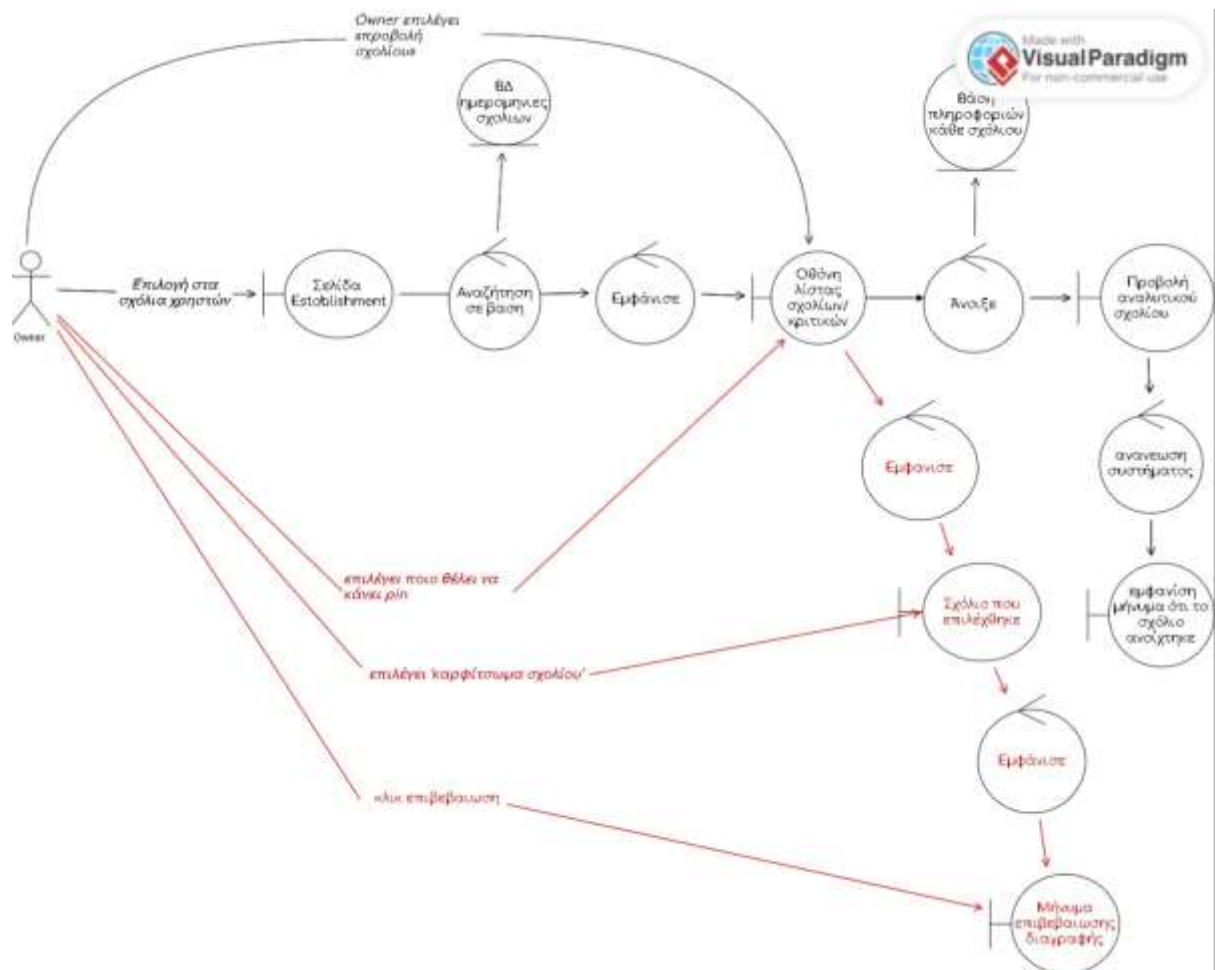 Owner επιλέγει
«προβολή
σχολίου»
Made with
Visual Paradigm
For non-commercial use
ΒΔ
ημερομηνιες
σχολιων
Βάση
πληροφοριών
κάθε σχόλιου
Owner
Επιλογή στα
σχόλια χρηστών
Σελίδα
Establishment
Αναζήτηση
σε βαση
Εμφάνισε
Οθόνη
λίστας
σχολίων/
κριτικών
Άνοιξε
Προβολή
αναλυτικού
σχολίου
Εμφανισε
ανανεωση
συστήματος
επιλέγει ποιο θέλει να
κάνει pin
Σχόλιο που
επιλέχθηκε
εμφανίση
μήνυμα ότι το
σχόλιο
ανοίχτηκε
επιλέγει 'καρφίτσωμα σχολίου'
Εμφάνισε
κλικ επιβεβαιωση
Μήνυμα
επιβεβαιωσης
διαγραφής